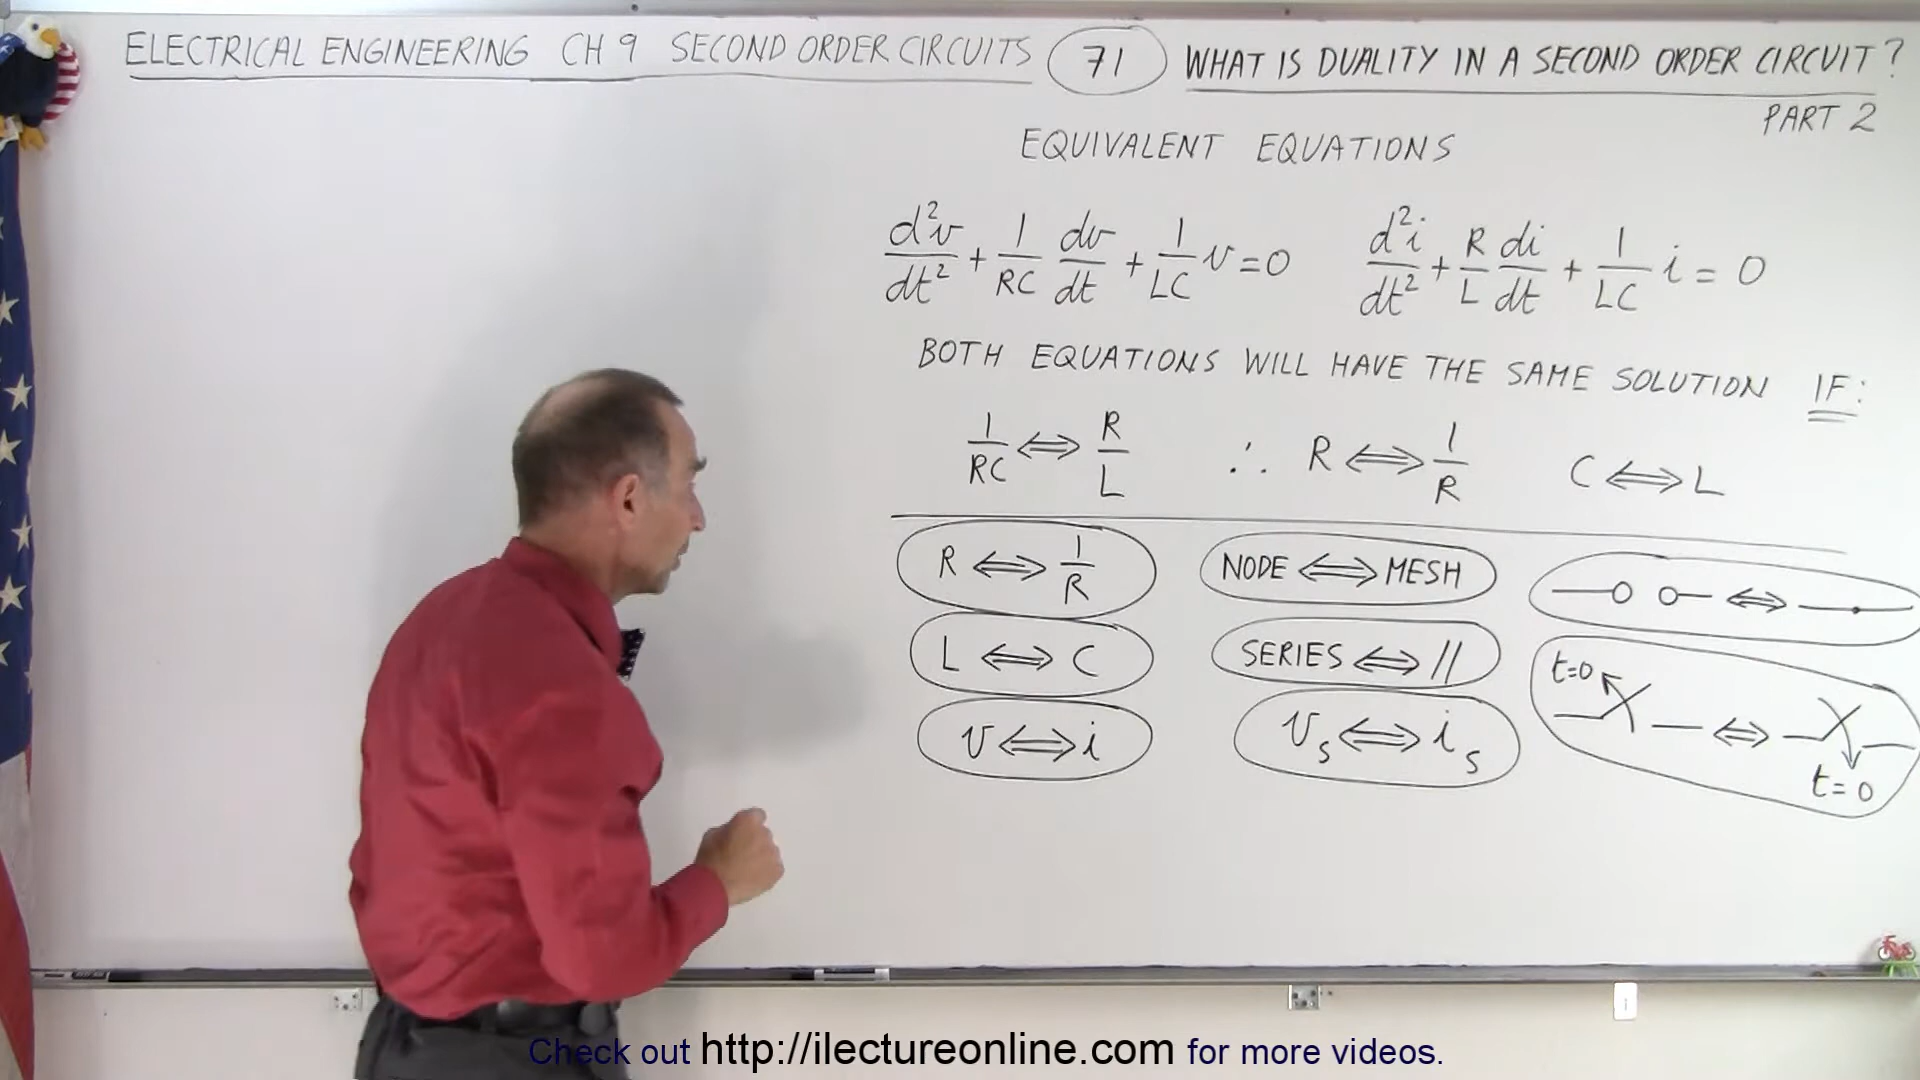 ELECTRICAL ENGINEERING CH 9 SECOND ORDER CIRCUITS 71 WHAT IS DUALITY IN A SECOND ORDER CIRCUIT?
PART 2
EQUIVALENT EQUATIONS
d²v/dt² + 1/RC dv/dt + 1/LC v = 0    d²i/dt² + R/L di/dt + 1/LC i = 0
BOTH EQUATIONS WILL HAVE THE SAME SOLUTION IF:
1/RC ⟺ R/L ∴ R ⟺ 1/R C ⟺ L
R ⟺ 1/R NODE ⟺ MESH ⟺
L ⟺ C SERIES ⟺ // t=0 ⟺ t=0
v ⟺ i vₛ ⟺ iₛ
Check out http://ilectureonline.com for more videos.